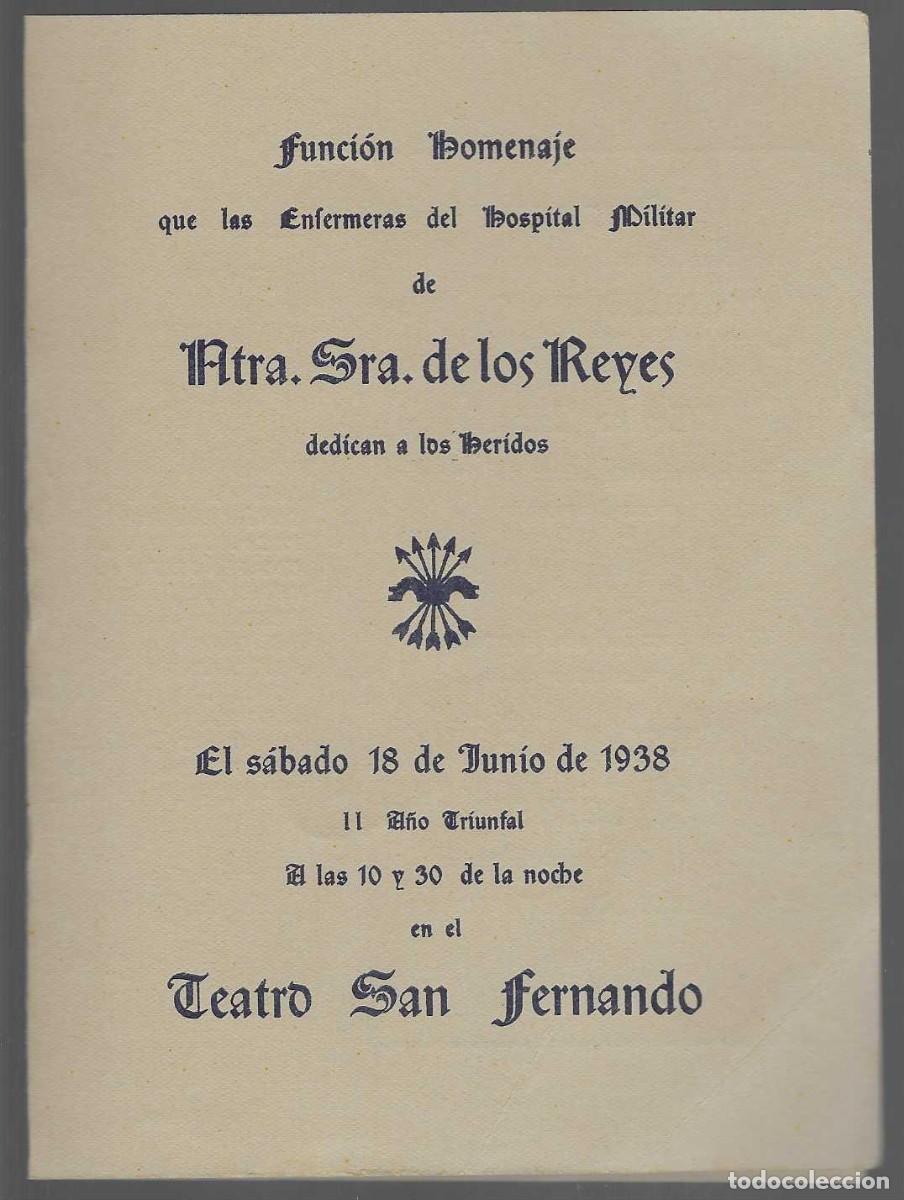 Función Homenaje
que las Enfermeras del Hospital Militar
de
Ntra. Sra. de los Reyes
dedican a los Heridos
El sábado 18 de Junio de 1938
II Año Triunfal
A las 10 y 30 de la noche
en el
Teatro San Fernando
todocoleccion